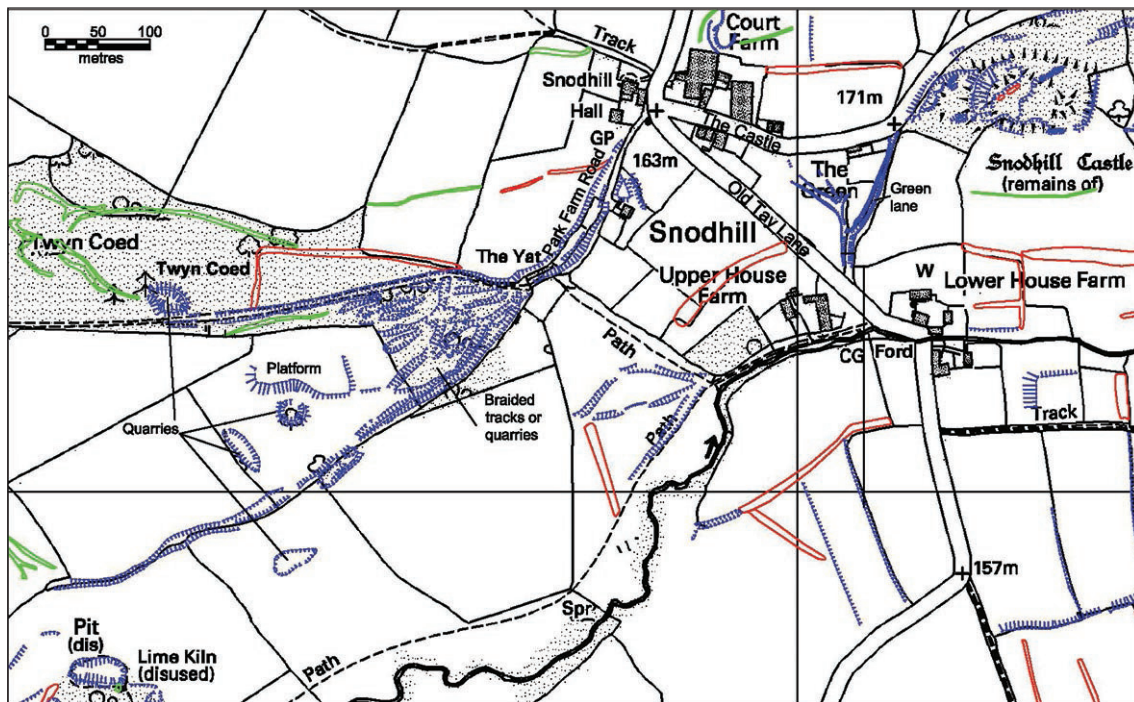 0 50 100
metres
Track
Court
Farm
Snodhill
Hall
171m
The Castle
GP
163m
Park Farm Road
The
Green
Green
lane
Snodhill Castle
(remains of)
Old Tay Lane
Snodhill
Twyn Coed
Twyn Coed
The Yat
Upper House
Farm
W
Lower House Farm
Path
CG
Ford
Platform
Quarries
Braided
tracks or
quarries
Path
Track
157m
Spr
Pit
(dis)
Lime Kiln
(disused)
Path